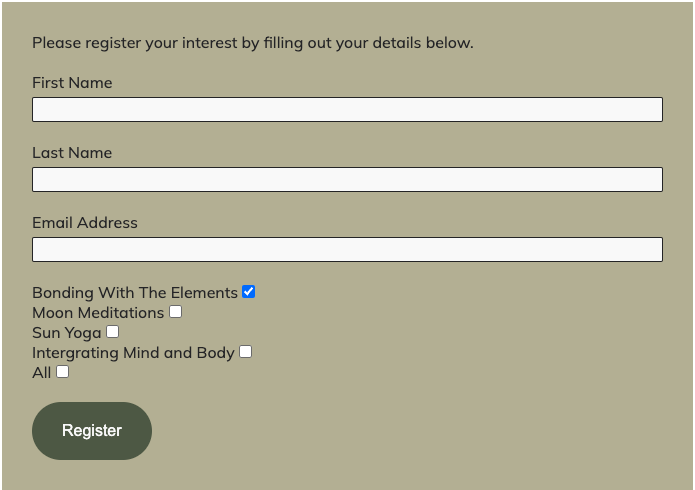 Please register your interest by filling out your details below.
First Name
Last Name
Email Address
Bonding With The Elements
Moon Meditations
Sun Yoga
Intergrating Mind and Body
All
Register